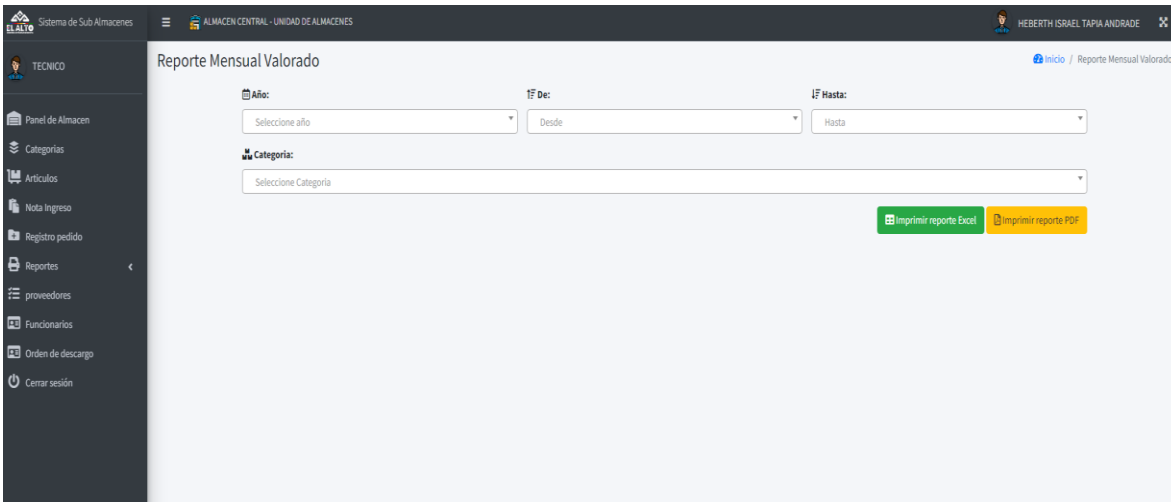 EL ALTO Sistema de Sub Almacenes
ALMACEN CENTRAL - UNIDAD DE ALMACENES
HEBERTH ISRAEL TAPIA ANDRADE
TECNICO
Panel de Almacen
Categorias
Articulos
Nota Ingreso
Registro pedido
Reportes
proveedores
Funcionarios
Orden de descargo
Cerrar sesión
Reporte Mensual Valorado
Inicio / Reporte Mensual Valorado
Año:
De:
Hasta:
Seleccione año
Desde
Hasta
Categoria:
Seleccione Categoria
Imprimir reporte Excel
Imprimir reporte PDF